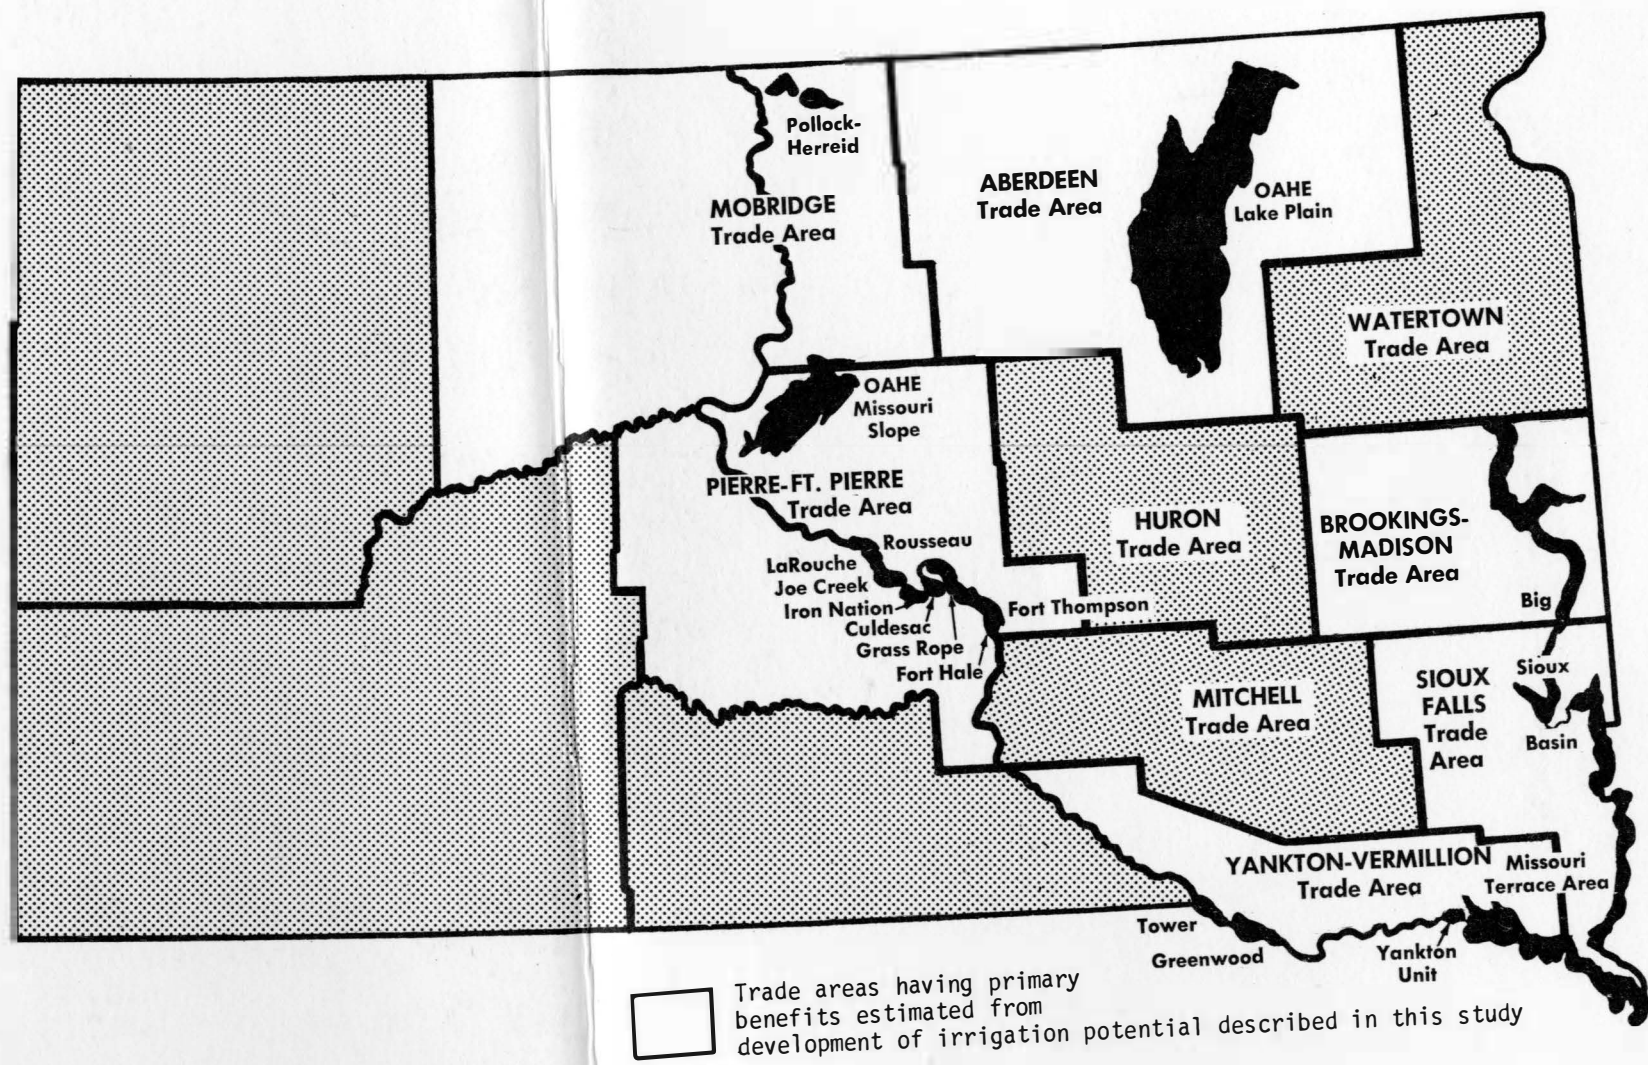 Pollock-
Herreid
MOBRIDGE
Trade Area
ABERDEEN
Trade Area
OAHE
Lake Plain
WATERTOWN
Trade Area
OAHE
Missouri
Slope
PIERRE-FT. PIERRE
Trade Area
HURON
Trade Area
BROOKINGS-
MADISON
Trade Area
Rousseau
LaRouche
Joe Creek
Iron Nation
Culdesac
Grass Rope
Fort Hale
Fort Thompson
Big
Sioux
Basin
MITCHELL
Trade Area
SIOUX
FALLS
Trade
Area
YANKTON-VERMILLION
Trade Area
Missouri
Terrace Area
Tower
Greenwood
Yankton
Unit
Trade areas having primary
benefits estimated from
development of irrigation potential described in this study